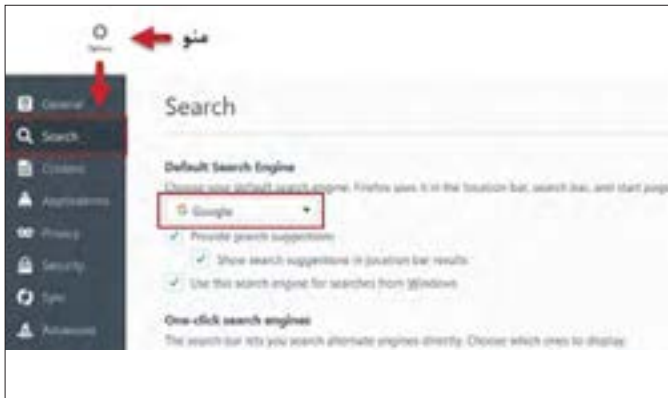 منو
Options
General
Search
Content
Applications
Privacy
Security
Sync
Advanced
Search
Default Search Engine
Choose your default search engine. Firefox uses it in the location bar, search bar, and start page
Google
Provide search suggestions
Show search suggestions in location bar results
Use this search engine for searches from Windows
One-click search engines
The search bar lets you search alternate engines directly. Choose which ones to display.